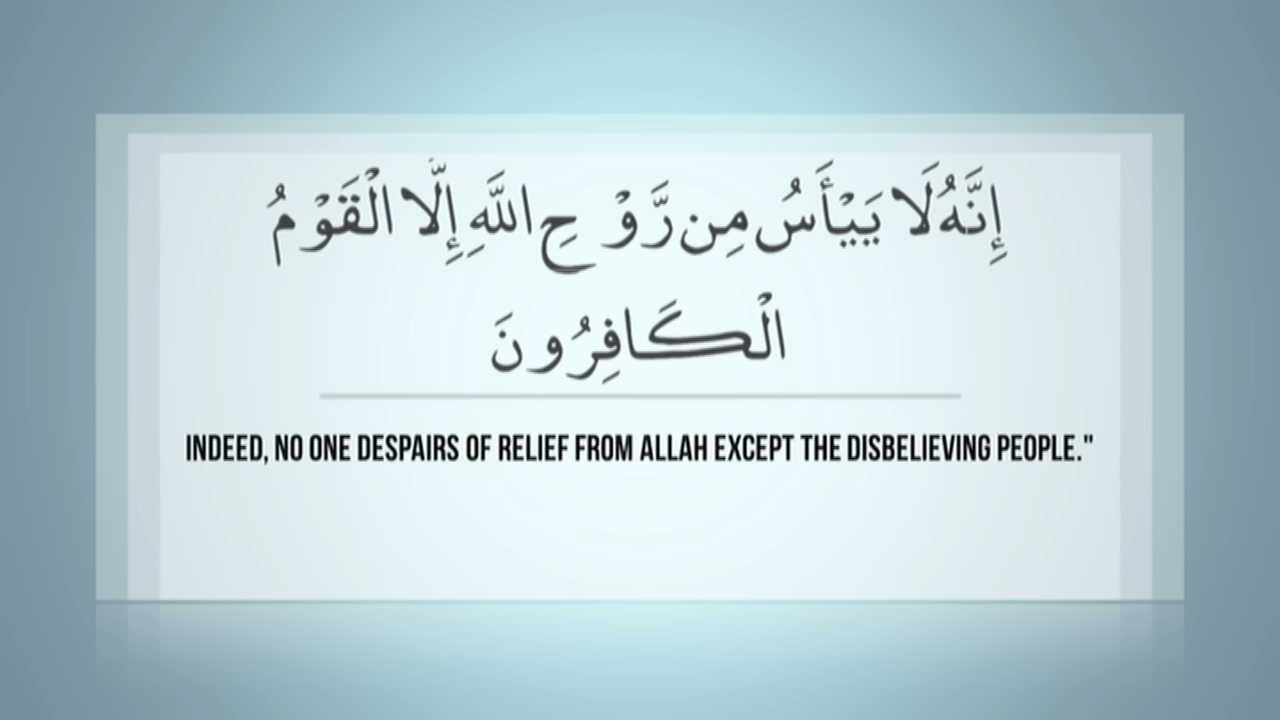 إِنَّهُ لَا يَيْأَسُ مِن رَّوْحِ اللَّهِ إِلَّا الْقَوْمُ
الْكَافِرُونَ
INDEED, NO ONE DESPAIRS OF RELIEF FROM ALLAH EXCEPT THE DISBELIEVING PEOPLE."